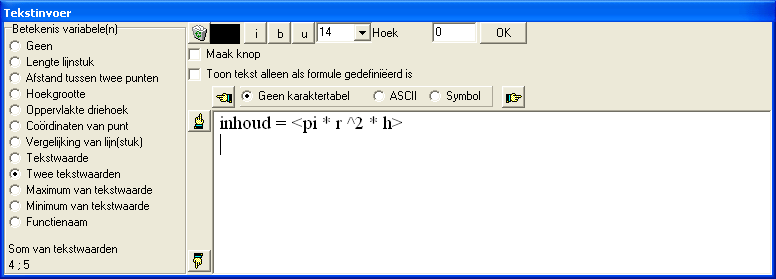 Tekstinvoer
Betekenis variabele(n)
Geen
Lengte lijnstuk
Afstand tussen twee punten
Hoekgrootte
Oppervlakte driehoek
Coördinaten van punt
Vergelijking van lijn(stuk)
Tekstwaarde
Twee tekstwaarden
Maximum van tekstwaarde
Minimum van tekstwaarde
Functienaam
Som van tekstwaarden
4 ; 5
i b u 14 Hoek 0 OK
Maak knop
Toon tekst alleen als formule gedefiniëerd is
Geen karaktertabel ASCII Symbol
inhoud = <pi * r ^2 * h>